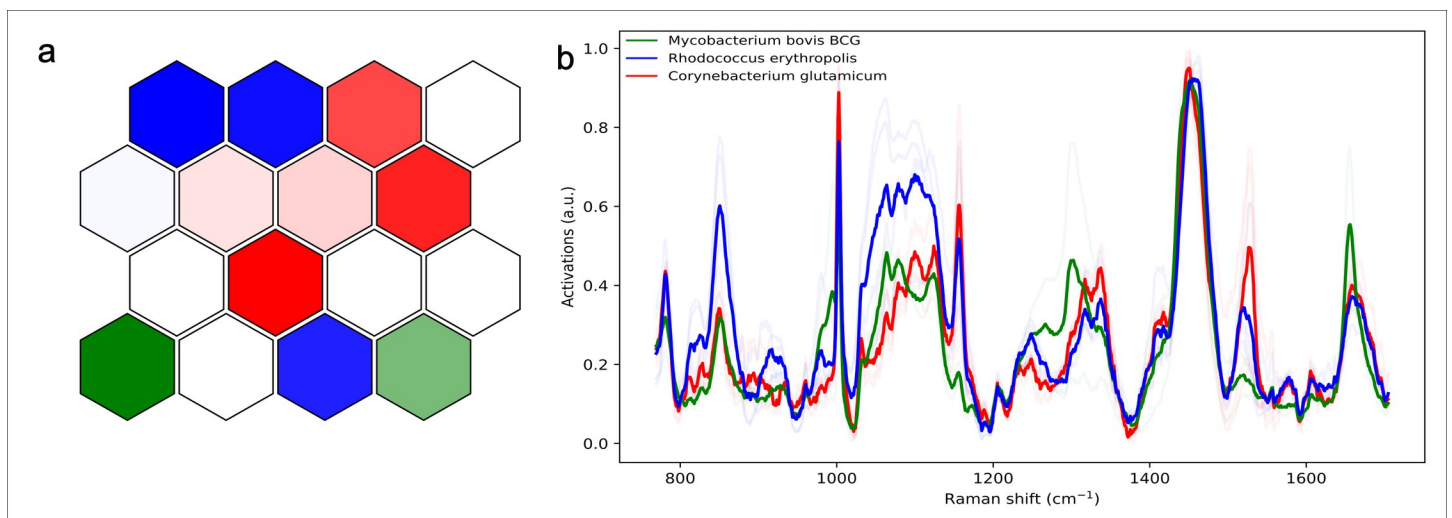 a
b
Mycobacterium bovis BCG
Rhodococcus erythropolis
Corynebacterium glutamicum
1.0
0.8
0.6
0.4
0.2
0.0
Activations (a.u.)
800 1000 1200 1400 1600
Raman shift (cm⁻¹)